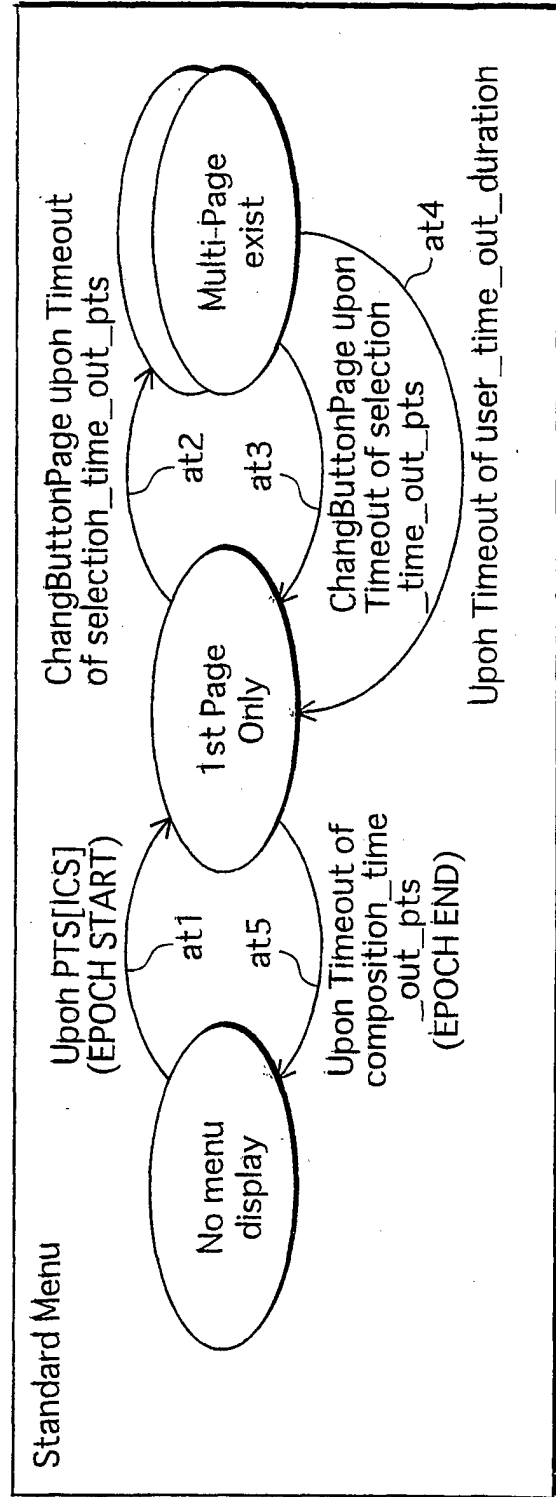 Standard Menu
No menu
display
Upon PTS[ICS]
(EPOCH START)
at1
at5
Upon Timeout of
composition_time
_out_pts
(EPOCH END)
1st Page
Only
ChangButtonPage upon Timeout
of selection_time_out_pts
at2
at3
ChangButtonPage upon
Timeout of selection
_time_out_pts
Multi-Page
exist
at4
Upon Timeout of user_time_out_duration